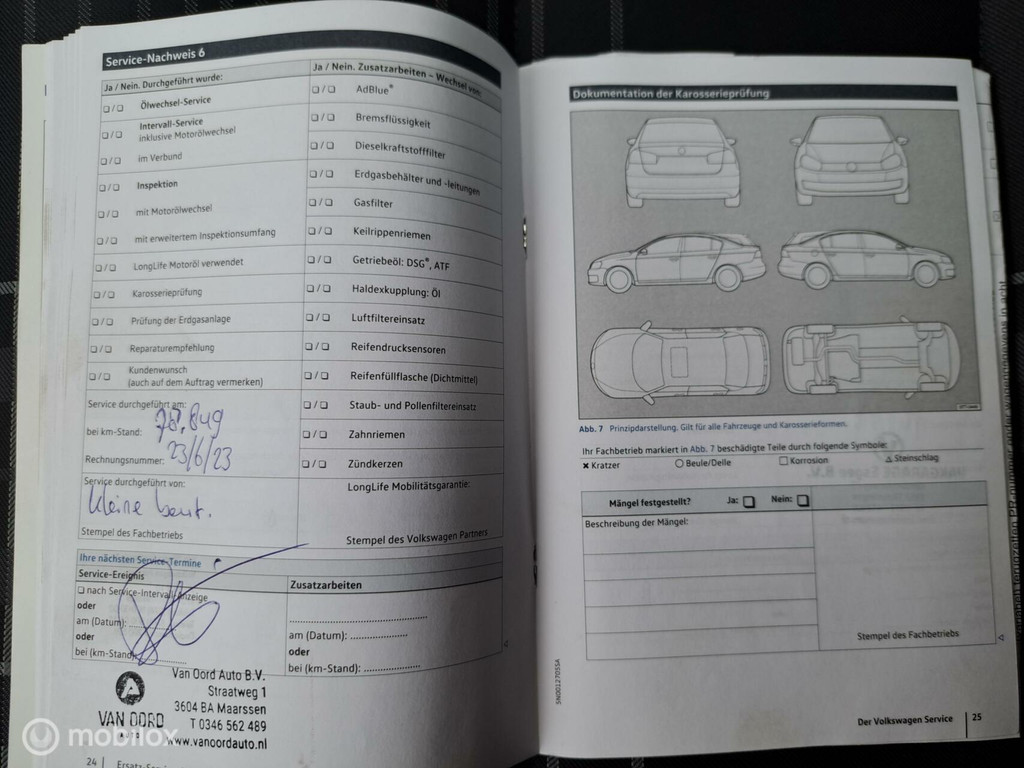 Service-Nachweis 6
Ja / Nein. Durchgeführt wurde:
Ölwechsel-Service
Intervall-Service
inklusive Motorölwechsel
im Verbund
Inspektion
mit Motorölwechsel
mit erweitertem Inspektionsumfang
LongLife Motoröl verwendet
Karosserieprüfung
Prüfung der Erdgasanlage
Reparaturempfehlung
Kundenwunsch
(auch auf dem Auftrag vermerken)
Service durchgeführt am:
78.849
bei km-Stand:
23/6/23
Rechnungsnummer:
Service durchgeführt von:
kleine beurt.
Stempel des Fachbetriebs
Ja / Nein. Zusatzarbeiten – Wechsel von:
AdBlue®
Bremsflüssigkeit
Dieselkraftstofffilter
Erdgasbehälter und -leitungen
Gasfilter
Keilrippenriemen
Getriebeöl: DSG®, ATF
Haldexkupplung: Öl
Luftfiltereinsatz
Reifendrucksensoren
Reifenfüllflasche (Dichtmittel)
Staub- und Pollenfiltereinsatz
Zahnriemen
Zündkerzen
LongLife Mobilitätsgarantie:
Stempel des Volkswagen Partners
Ihre nächsten Service-Termine
Service-Ereignis
nach Service-Intervall-Anzeige
oder
am (Datum):
oder
bei (km-Stand):
Zusatzarbeiten
am (Datum):
oder
bei (km-Stand):
VAN OORD
AUTO
Van Oord Auto B.V.
Straatweg 1
3604 BA Maarssen
T 0346 562 489
www.vanoordauto.nl
mobilox
24
Dokumentation der Karosserieprüfung
Abb. 7 Prinzipdarstellung. Gilt für alle Fahrzeuge und Karosserieformen.
Ihr Fachbetrieb markiert in Abb. 7 beschädigte Teile durch folgende Symbole:
Kratzer Beule/Delle Korrosion Steinschlag
Mängel festgestellt? Ja: Nein:
Beschreibung der Mängel:
Stempel des Fachbetriebs
5N0012705SA
Der Volkswagen Service 25